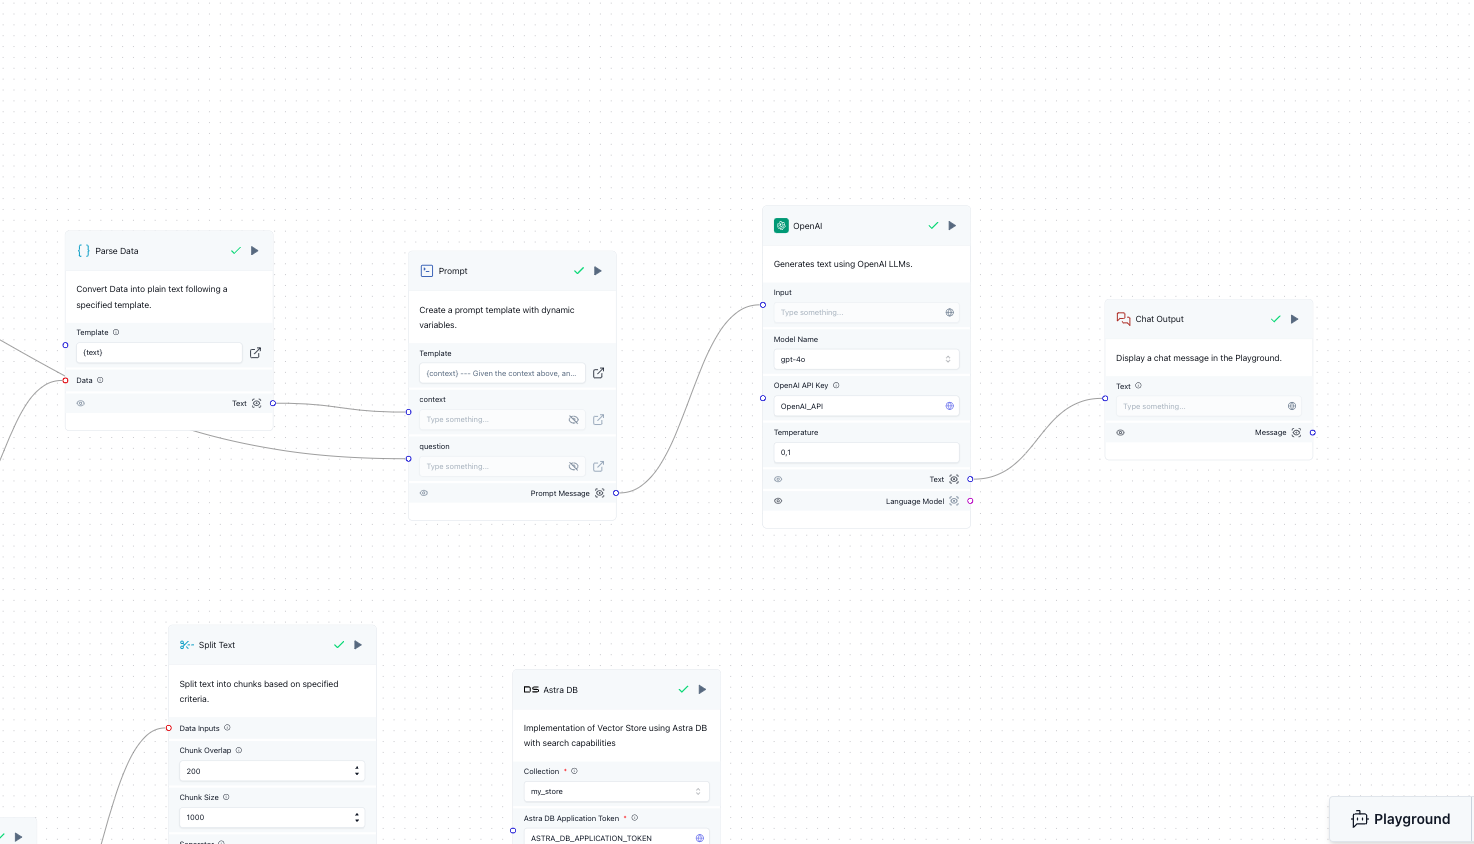 Parse Data
Convert Data into plain text following a
specified template.
Template
{text}
Data
Text
Prompt
Create a prompt template with dynamic
variables.
Template
{context} --- Given the context above, an...
context
Type something...
question
Type something...
Prompt Message
OpenAI
Generates text using OpenAI LLMs.
Input
Type something...
Model Name
gpt-4o
OpenAI API Key
OpenAI_API
Temperature
0,1
Text
Language Model
Chat Output
Display a chat message in the Playground.
Text
Type something...
Message
Split Text
Split text into chunks based on specified
criteria.
Data Inputs
Chunk Overlap
200
Chunk Size
1000
Separator
DS Astra DB
Implementation of Vector Store using Astra DB
with search capabilities
Collection *
my_store
Astra DB Application Token *
ASTRA_DB_APPLICATION_TOKEN
Playground